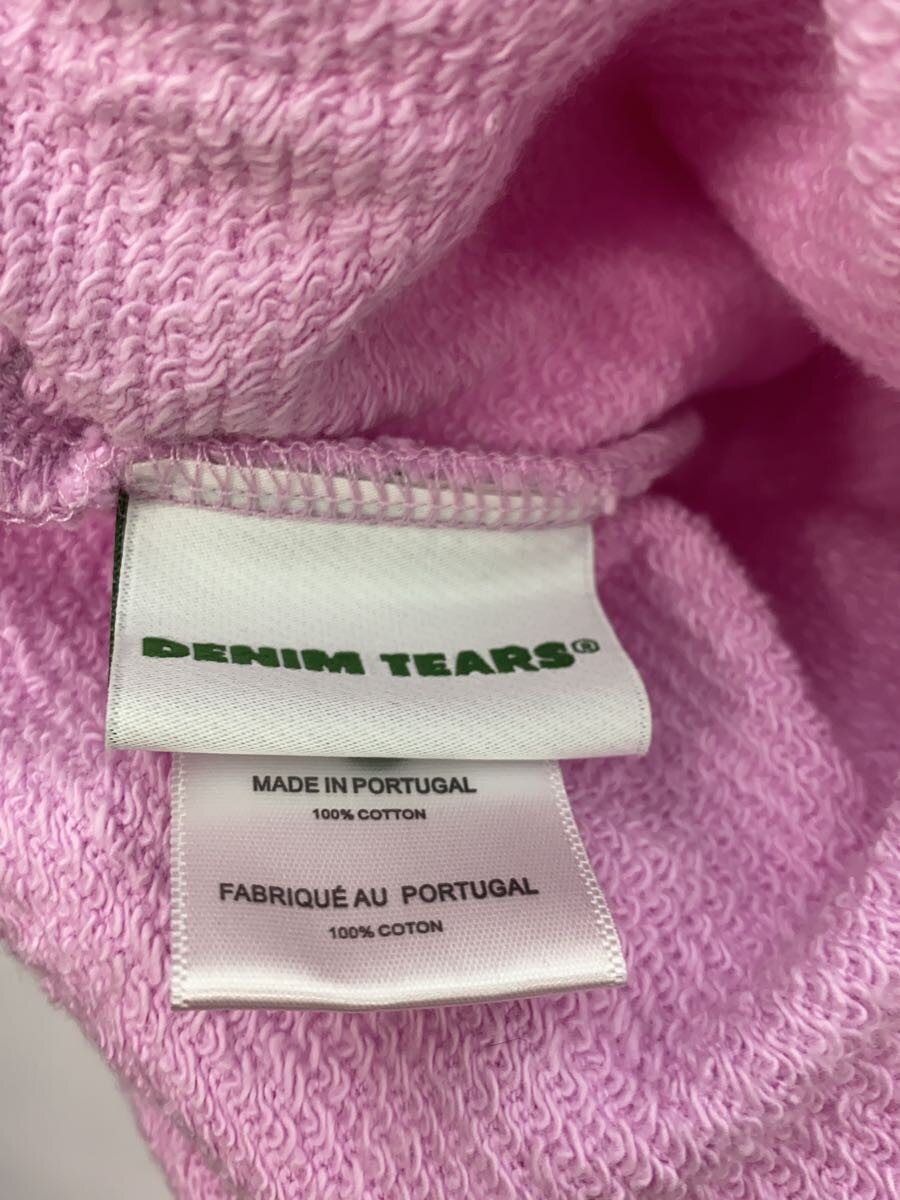 DENIM TEARS®
MADE IN PORTUGAL
100% COTTON
FABRIQUÉ AU PORTUGAL
100% COTON